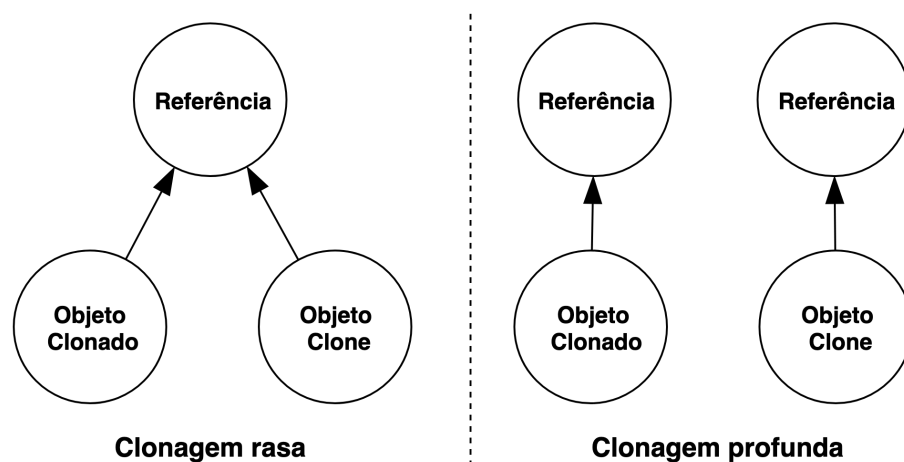 Referência
Objeto
Clonado
Objeto
Clone
Clonagem rasa
Referência
Referência
Objeto
Clonado
Objeto
Clone
Clonagem profunda